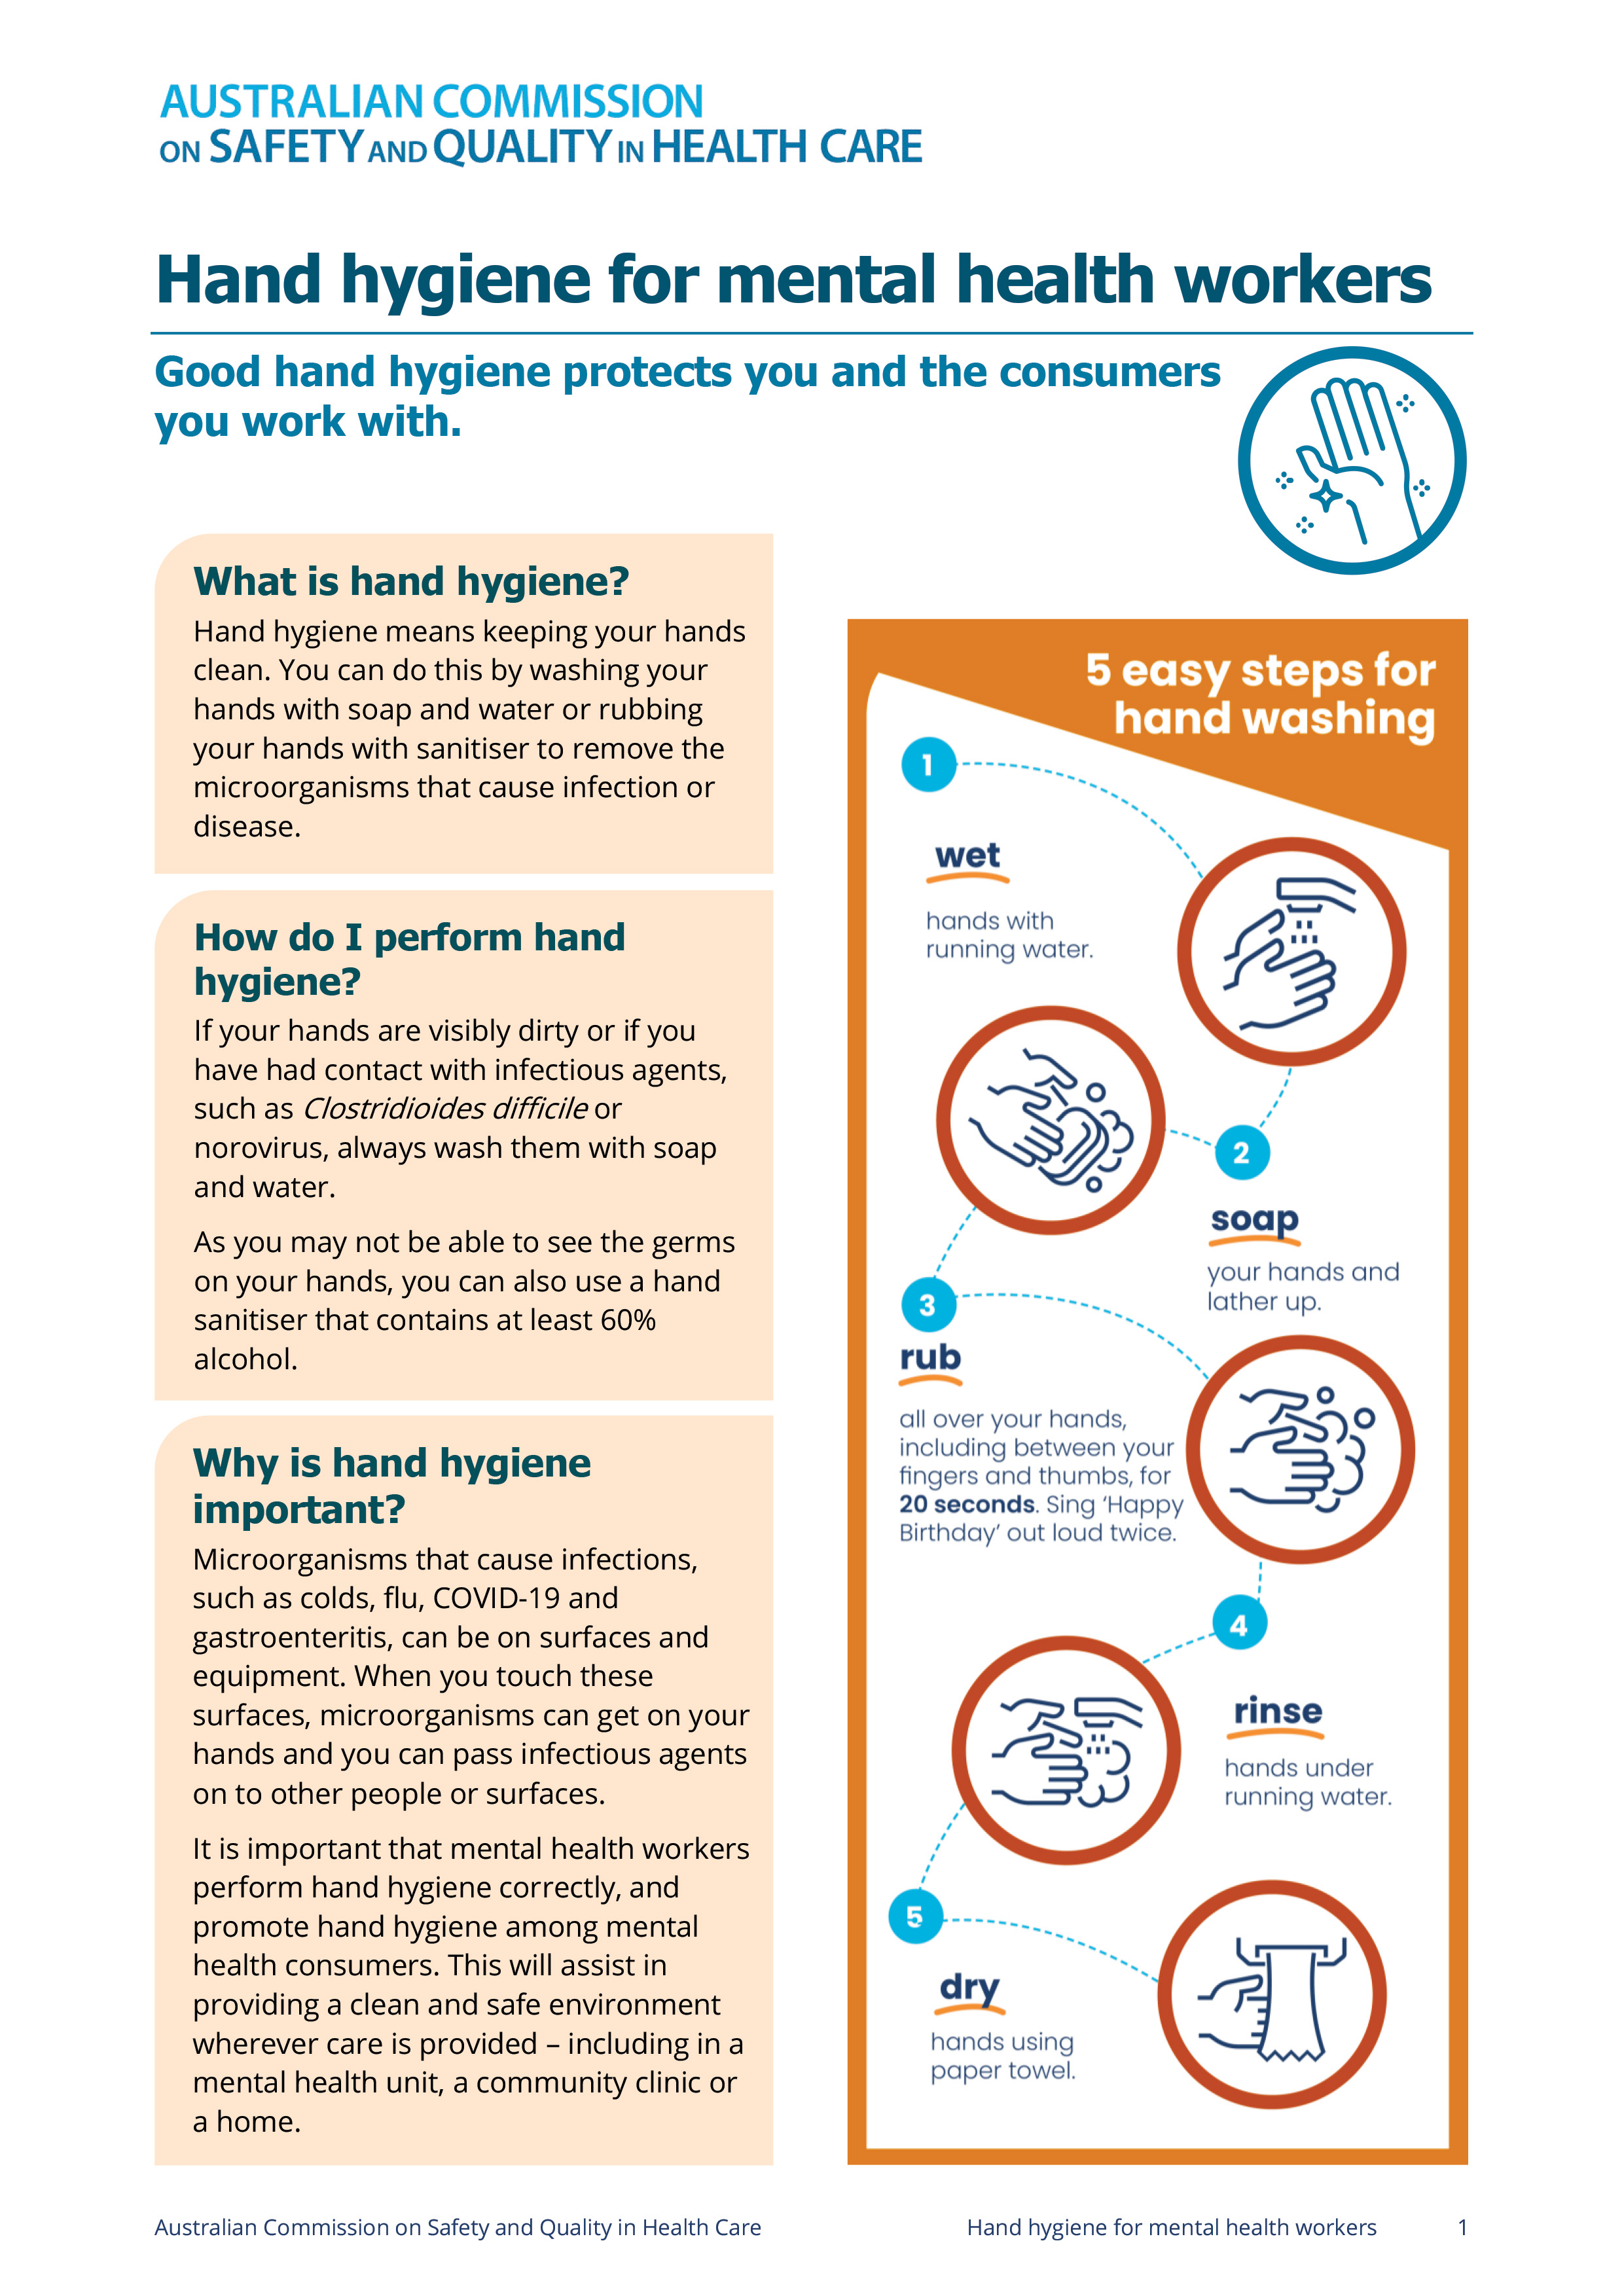 AUSTRALIAN COMMISSION
ON SAFETY AND QUALITY IN HEALTH CARE
Hand hygiene for mental health workers
Good hand hygiene protects you and the consumers
you work with.
What is hand hygiene?
Hand hygiene means keeping your hands
clean. You can do this by washing your
hands with soap and water or rubbing
your hands with sanitiser to remove the
microorganisms that cause infection or
disease.
How do I perform hand
hygiene?
If your hands are visibly dirty or if you
have had contact with infectious agents,
such as Clostridioides difficile or
norovirus, always wash them with soap
and water.
As you may not be able to see the germs
on your hands, you can also use a hand
sanitiser that contains at least 60%
alcohol.
Why is hand hygiene
important?
Microorganisms that cause infections,
such as colds, flu, COVID-19 and
gastroenteritis, can be on surfaces and
equipment. When you touch these
surfaces, microorganisms can get on your
hands and you can pass infectious agents
on to other people or surfaces.
It is important that mental health workers
perform hand hygiene correctly, and
promote hand hygiene among mental
health consumers. This will assist in
providing a clean and safe environment
wherever care is provided – including in a
mental health unit, a community clinic or
a home.
5 easy steps for
hand washing
1
wet
hands with
running water.
2
soap
your hands and
lather up.
3
rub
all over your hands,
including between your
fingers and thumbs, for
20 seconds. Sing ‘Happy
Birthday’ out loud twice.
4
rinse
hands under
running water.
5
dry
hands using
paper towel.
Australian Commission on Safety and Quality in Health Care
Hand hygiene for mental health workers 1